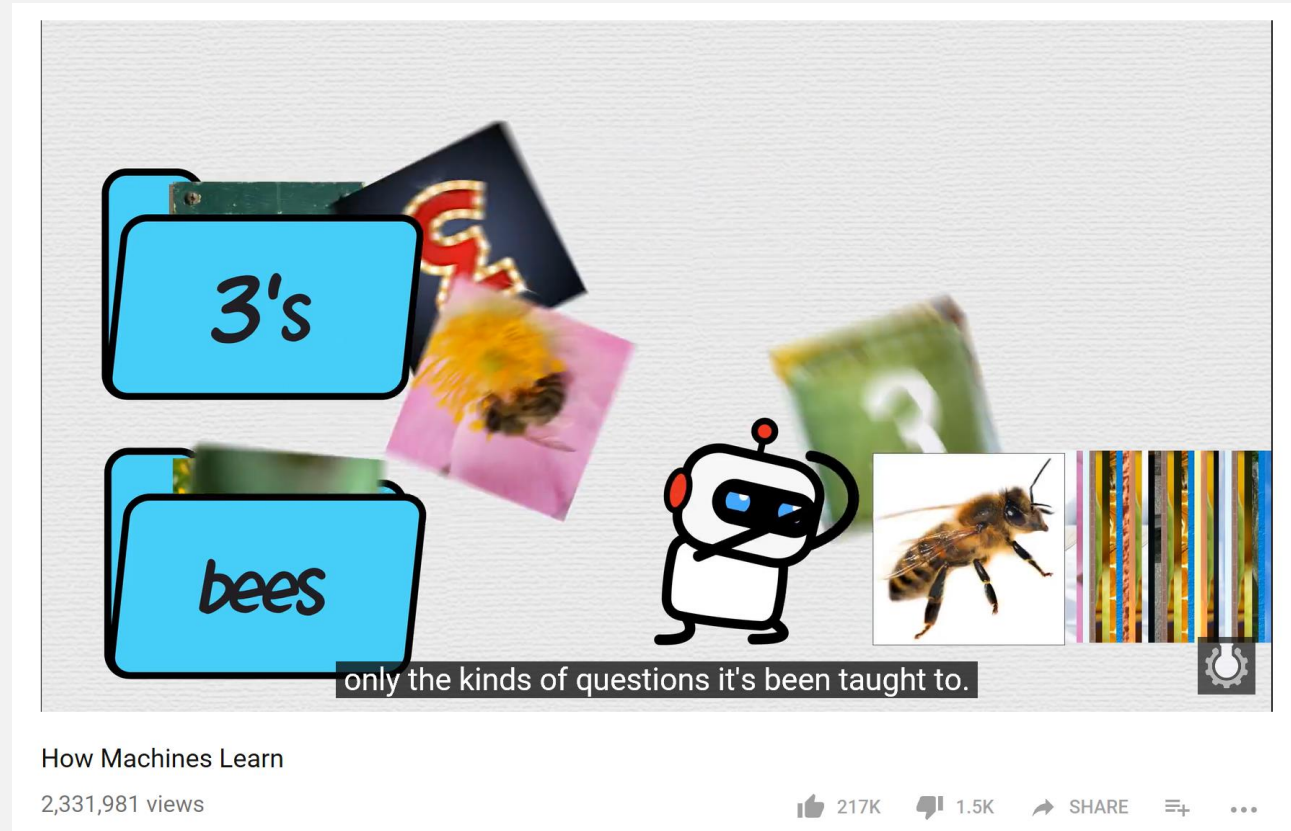 3's
bees
only the kinds of questions it's been taught to.
How Machines Learn
2,331,981 views
217K
1.5K
SHARE